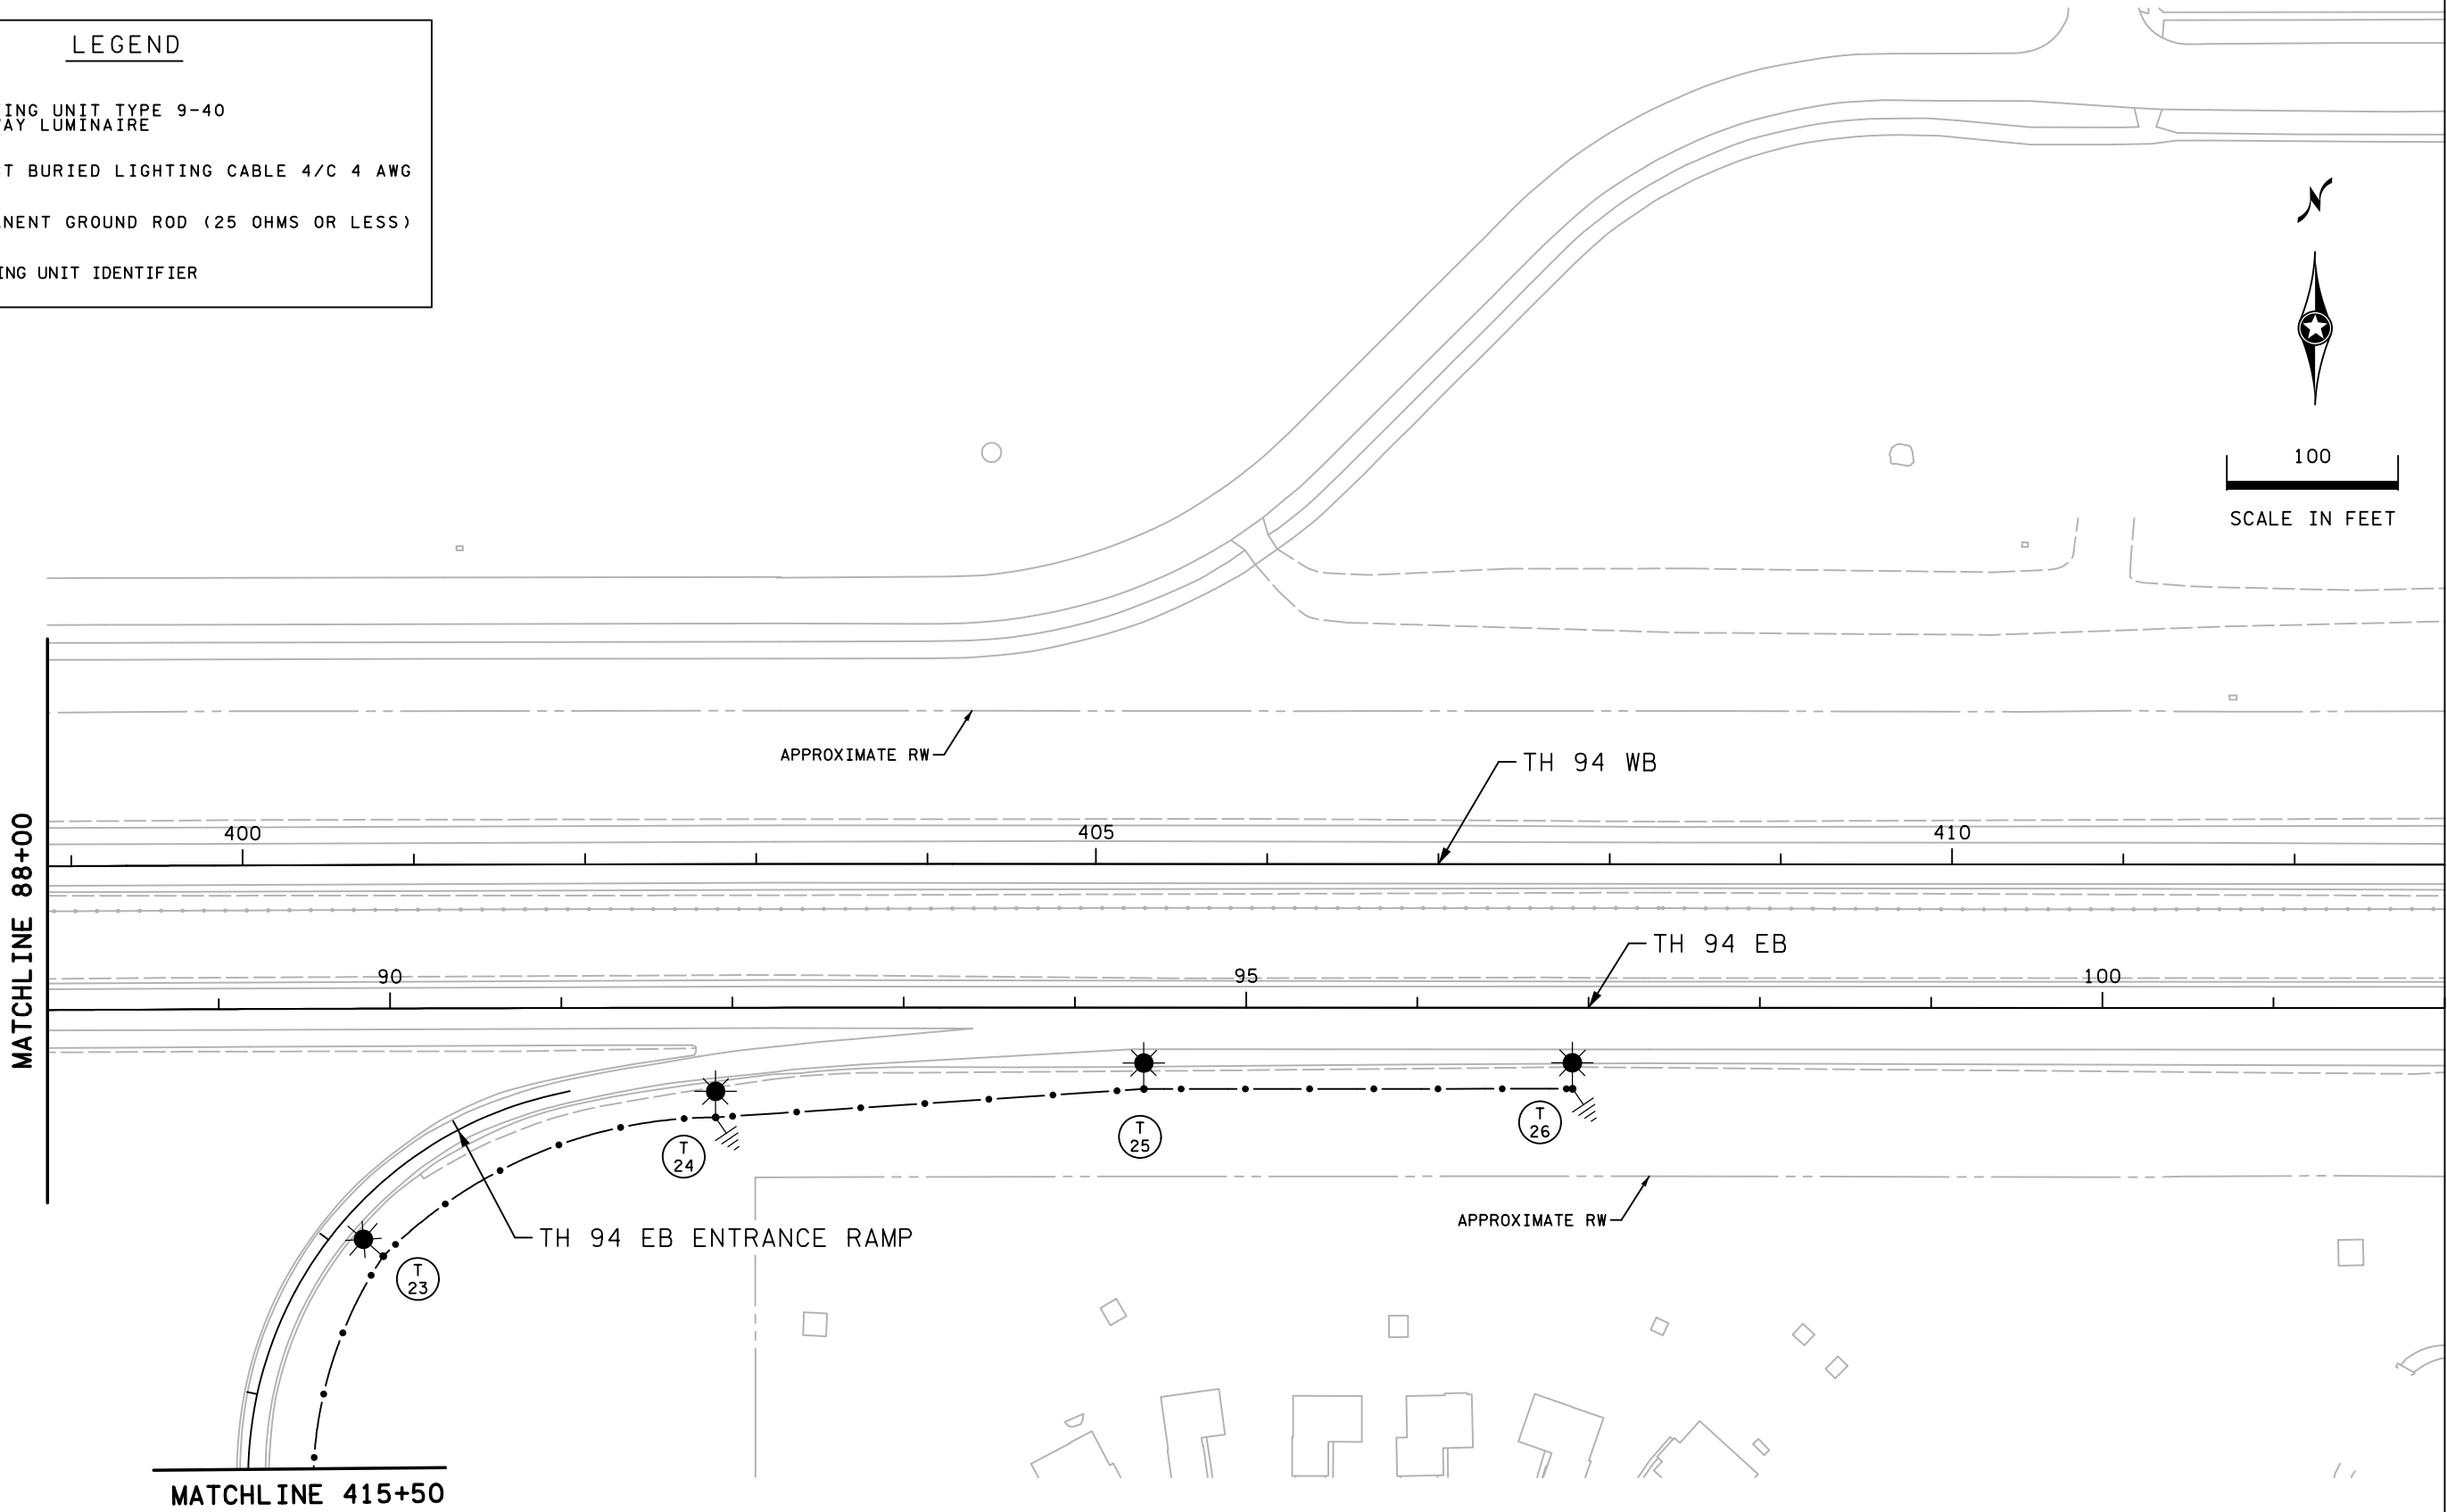 LEGEND
ING UNIT TYPE 9-40
AY LUMINAIRE
T BURIED LIGHTING CABLE 4/C 4 AWG
NENT GROUND ROD (25 OHMS OR LESS)
ING UNIT IDENTIFIER
N
100
SCALE IN FEET
APPROXIMATE RW
TH 94 WB
400
405
410
MATCHLINE 88+00
TH 94 EB
90
95
100
T
24
T
25
T
26
APPROXIMATE RW
TH 94 EB ENTRANCE RAMP
T
23
MATCHLINE 415+50